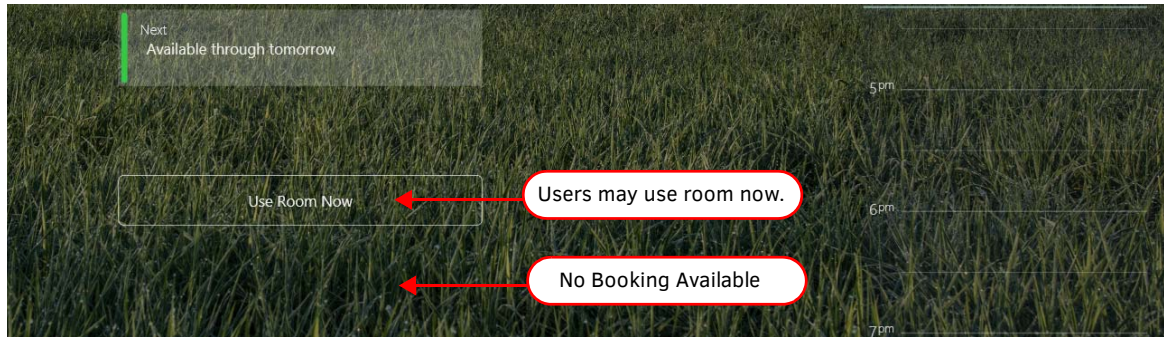 Next
Available through tomorrow
5pm
Use Room Now
Users may use room now.
6pm
No Booking Available
7pm